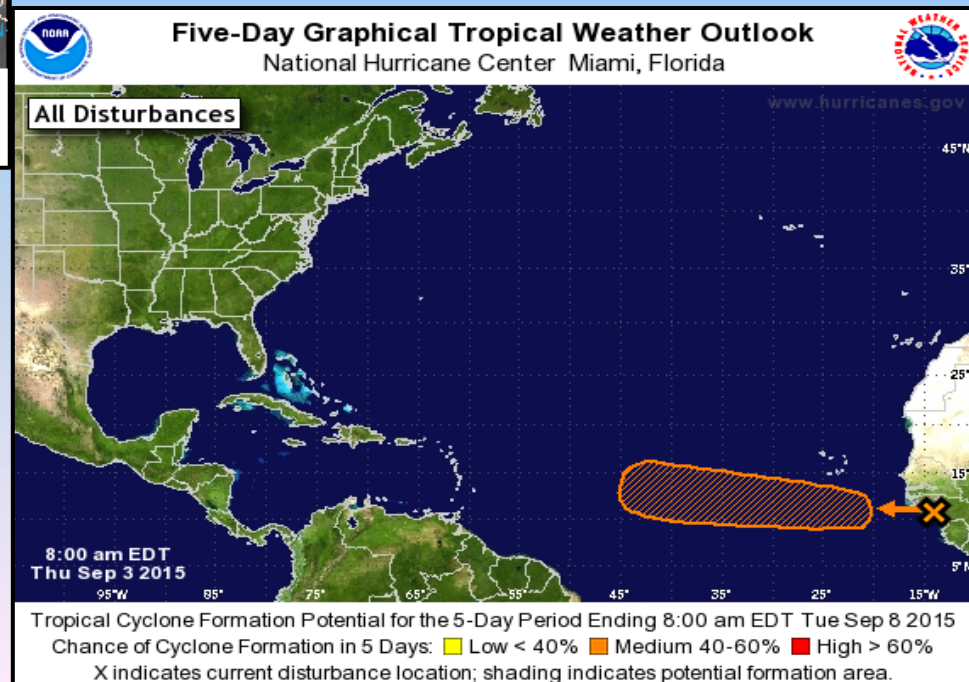 Five-Day Graphical Tropical Weather Outlook
National Hurricane Center Miami, Florida
NOAA
All Disturbances
www.hurricanes.gov
45°N
35°
25°
15°
5°N
8:00 am EDT
Thu Sep 3 2015
95°W 85° 75° 65° 55° 45° 35° 25° 15°W
Tropical Cyclone Formation Potential for the 5-Day Period Ending 8:00 am EDT Tue Sep 8 2015
Chance of Cyclone Formation in 5 Days: Low < 40% Medium 40-60% High > 60%
X indicates current disturbance location; shading indicates potential formation area.